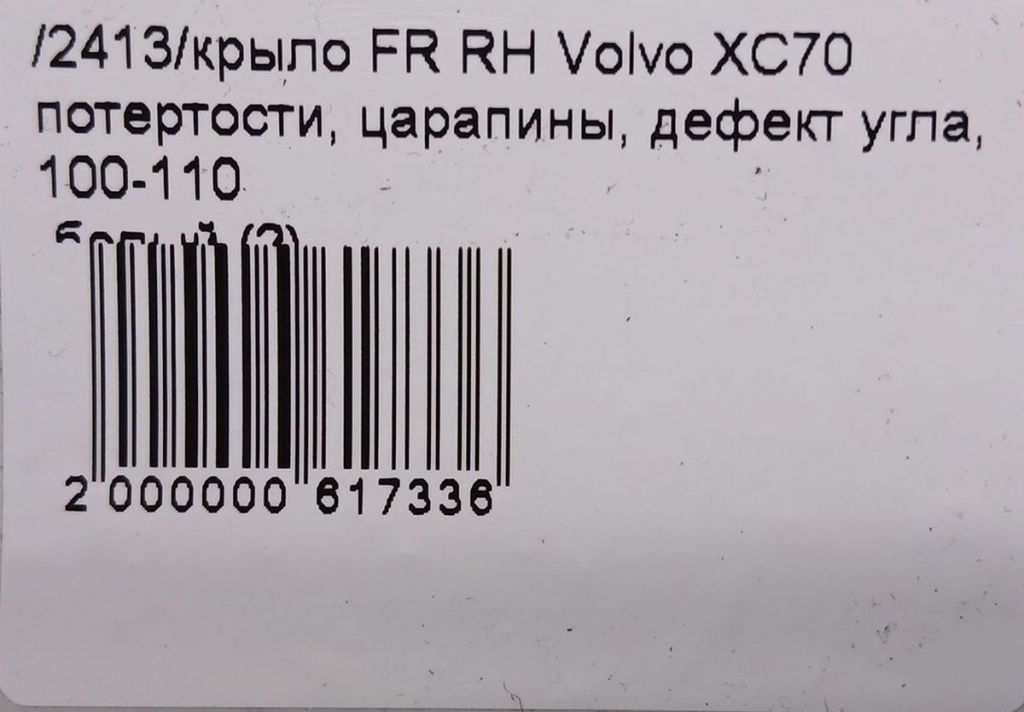 /2413/крыло FR RH Volvo XC70
потертости, царапины, дефект угла,
100-110
2 000000 617336